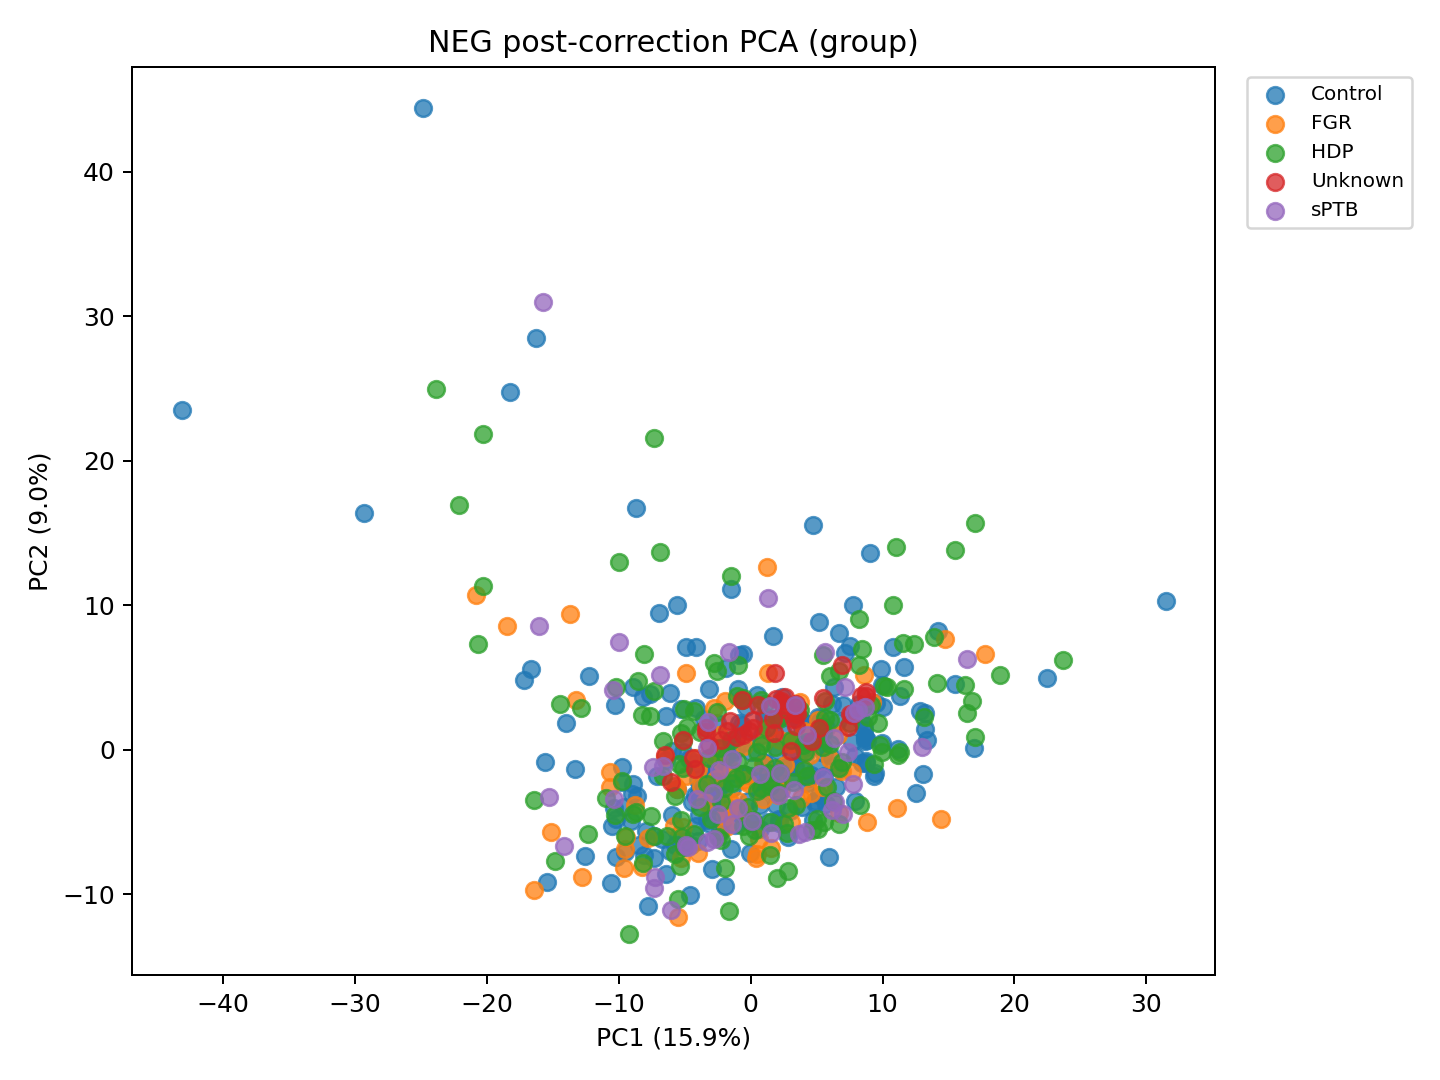 NEG post-correction PCA (group)
Control
FGR
HDP
Unknown
sPTB
40
30
20
10
0
−10
PC2 (9.0%)
−40
−30
−20
−10
0
10
20
30
PC1 (15.9%)